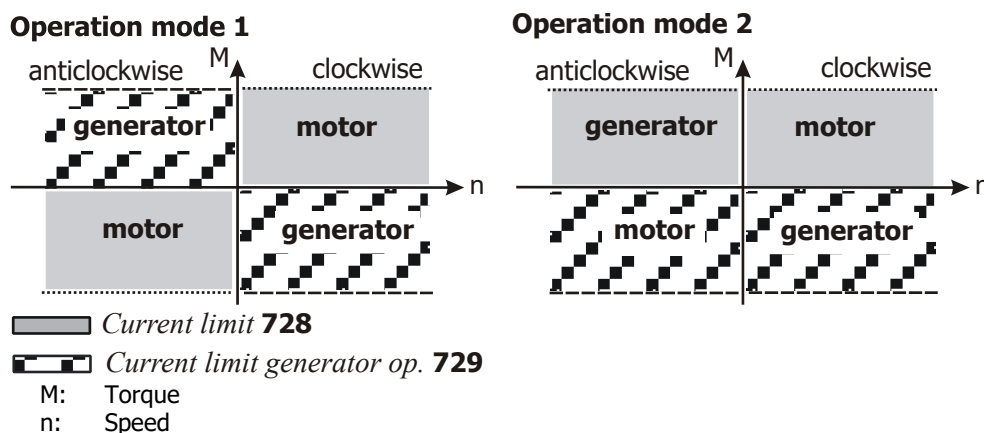 Operation mode 1
M
anticlockwise
clockwise
generator
motor
n
motor
generator
Operation mode 2
M
anticlockwise
clockwise
generator
motor
n
motor
generator
Current limit 728
Current limit generator op. 729
M: Torque
n: Speed